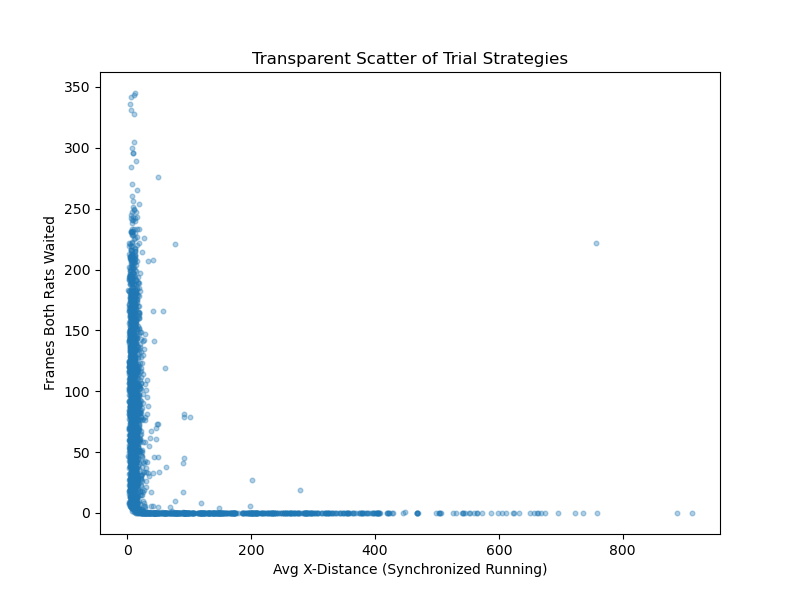 Transparent Scatter of Trial Strategies
350
300
250
200
150
100
50
0
Frames Both Rats Waited
0 200 400 600 800
Avg X-Distance (Synchronized Running)